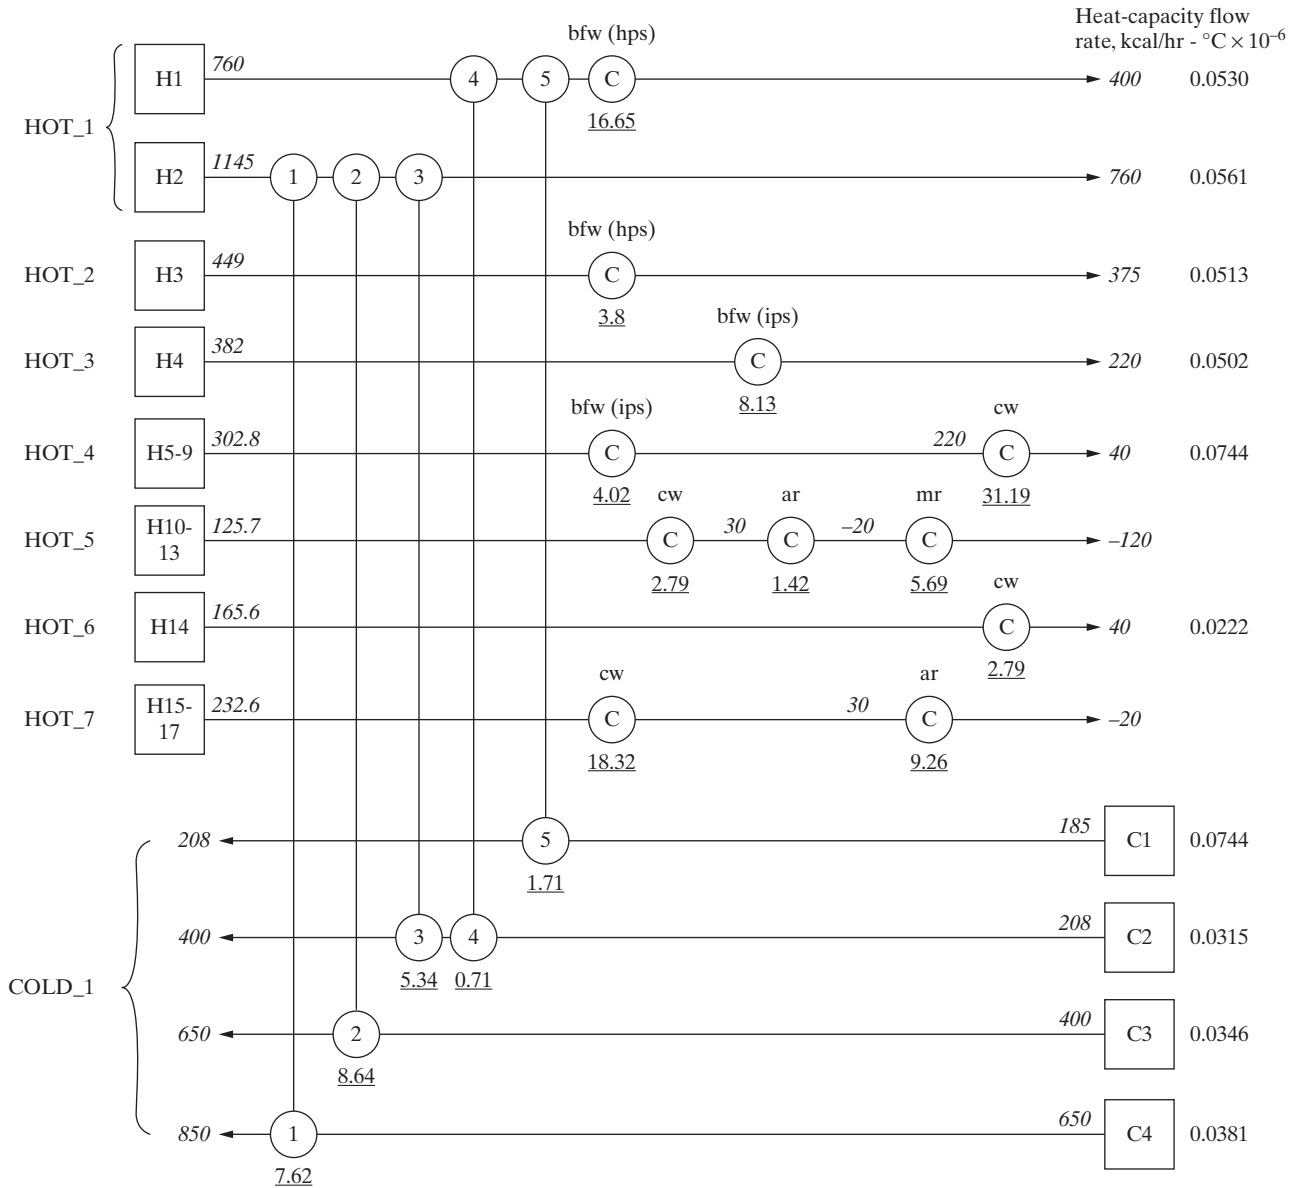 Heat-capacity flow
rate, kcal/hr - °C × 10⁻⁶
bfw (hps)
HOT_1 H1 760 4 5 C 400 0.0530
16.65
H2 1145 1 2 3 760 0.0561
bfw (hps)
HOT_2 H3 449 C 375 0.0513
3.8
bfw (ips)
HOT_3 H4 382 C 220 0.0502
8.13
bfw (ips) cw
HOT_4 H5-9 302.8 C 220 C 40 0.0744
4.02 31.19
cw ar mr
HOT_5 H10-13 125.7 C 30 C –20 C –120
2.79 1.42 5.69
cw
HOT_6 H14 165.6 C 40 0.0222
2.79
cw ar
HOT_7 H15-17 232.6 C 30 C –20
18.32 9.26
208 5 185 C1 0.0744
1.71
400 3 4 208 C2 0.0315
5.34 0.71
COLD_1
650 2 400 C3 0.0346
8.64
850 1 650 C4 0.0381
7.62